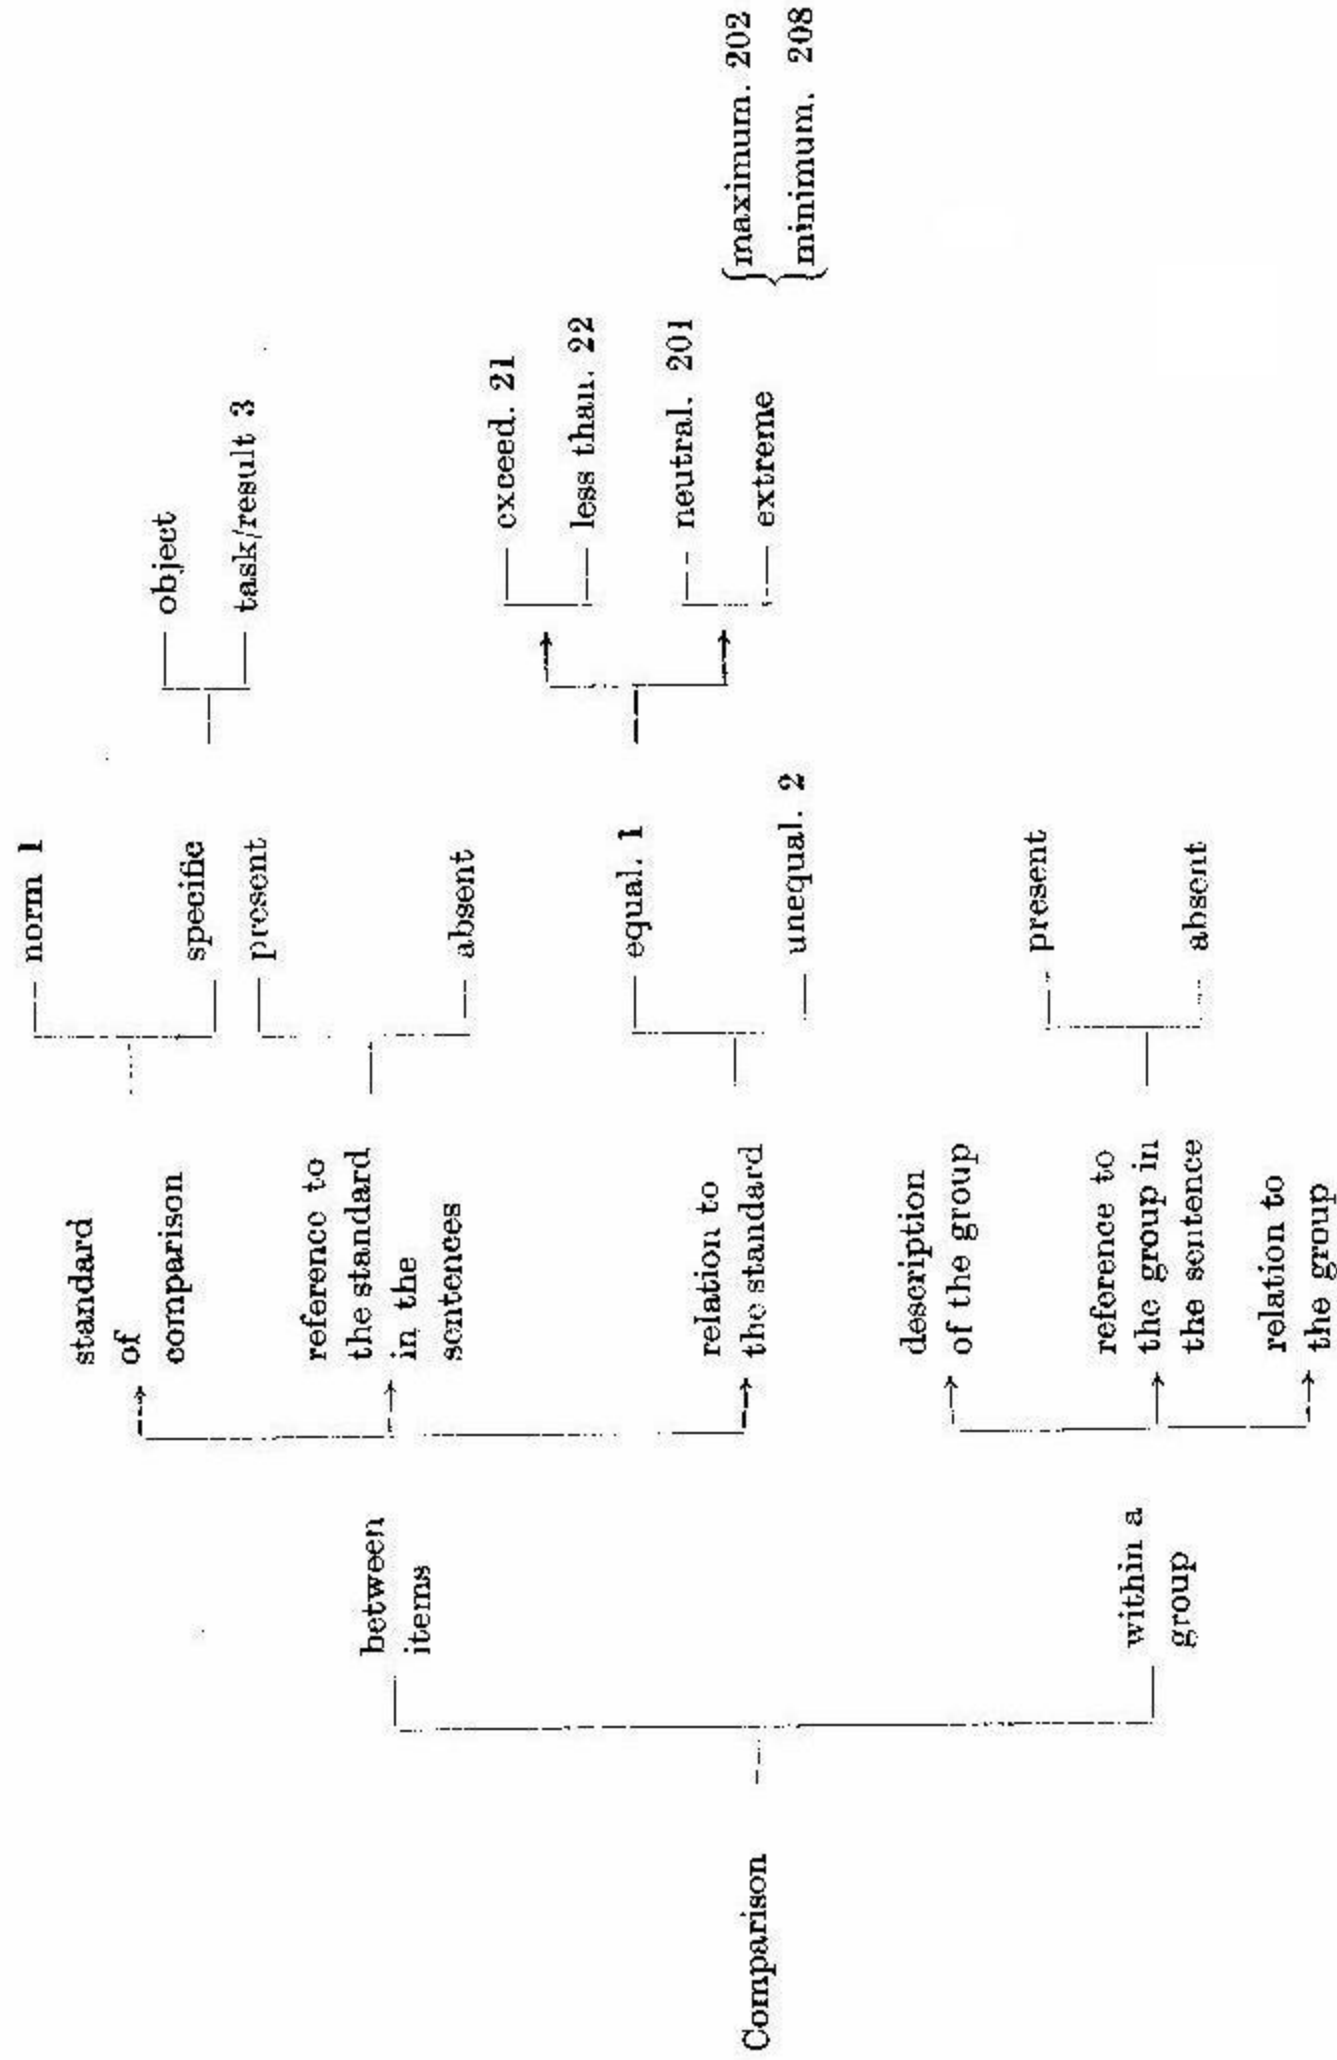 Comparison
between
items
within a
group
standard
of
comparison
reference to
the standard
in the
sentences
relation to
the standard
description
of the group
reference to
the group in
the sentence
relation to
the group
norm 1
specific
present
absent
equal. 1
unequal. 2
present
absent
object
task/result 3
exceed. 21
less than. 22
neutral. 201
extreme
maximum. 202
minimum. 208